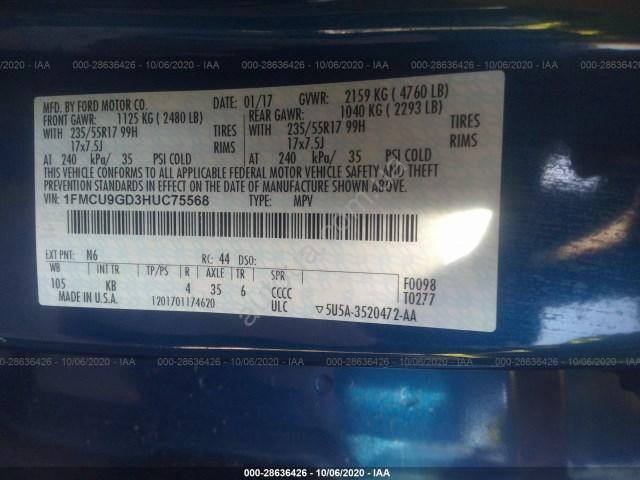 000-28636426 - 10/06/2020 - IAA
MFD. BY FORD MOTOR CO. DATE: 01/17 GVWR: 2159 KG ( 4760 LB)
FRONT GAWR: 1125 KG ( 2480 LB) REAR GAWR: 1040 KG ( 2293 LB)
WITH 235/55R17 99H TIRES WITH 235/55R17 99H TIRES
17x7.5J RIMS 17x7.5J RIMS
AT 240 kPa/ 35 PSI COLD AT 240 kPa/ 35 PSI COLD
THIS VEHICLE CONFORMS TO ALL APPLICABLE FEDERAL MOTOR VEHICLE SAFETY AND THEFT
PREVENTION STANDARDS IN EFFECT ON THE DATE OF MANUFACTURE SHOWN ABOVE.
VIN: 1FMCU9GD3HUC75568 TYPE: MPV
EXT PNT: N6 RC: 44 DSO:
WB INT TR TP/PS R AXLE TR SPR F0098
105 KB 4 35 6 CCCC T0277
MADE IN U.S.A. 1201701174620 ULC ▽5U5A-3520472-AA
000-28636426 - 10/06/2020 - IAA
000-28636426 - 10/06/2020 - IAA